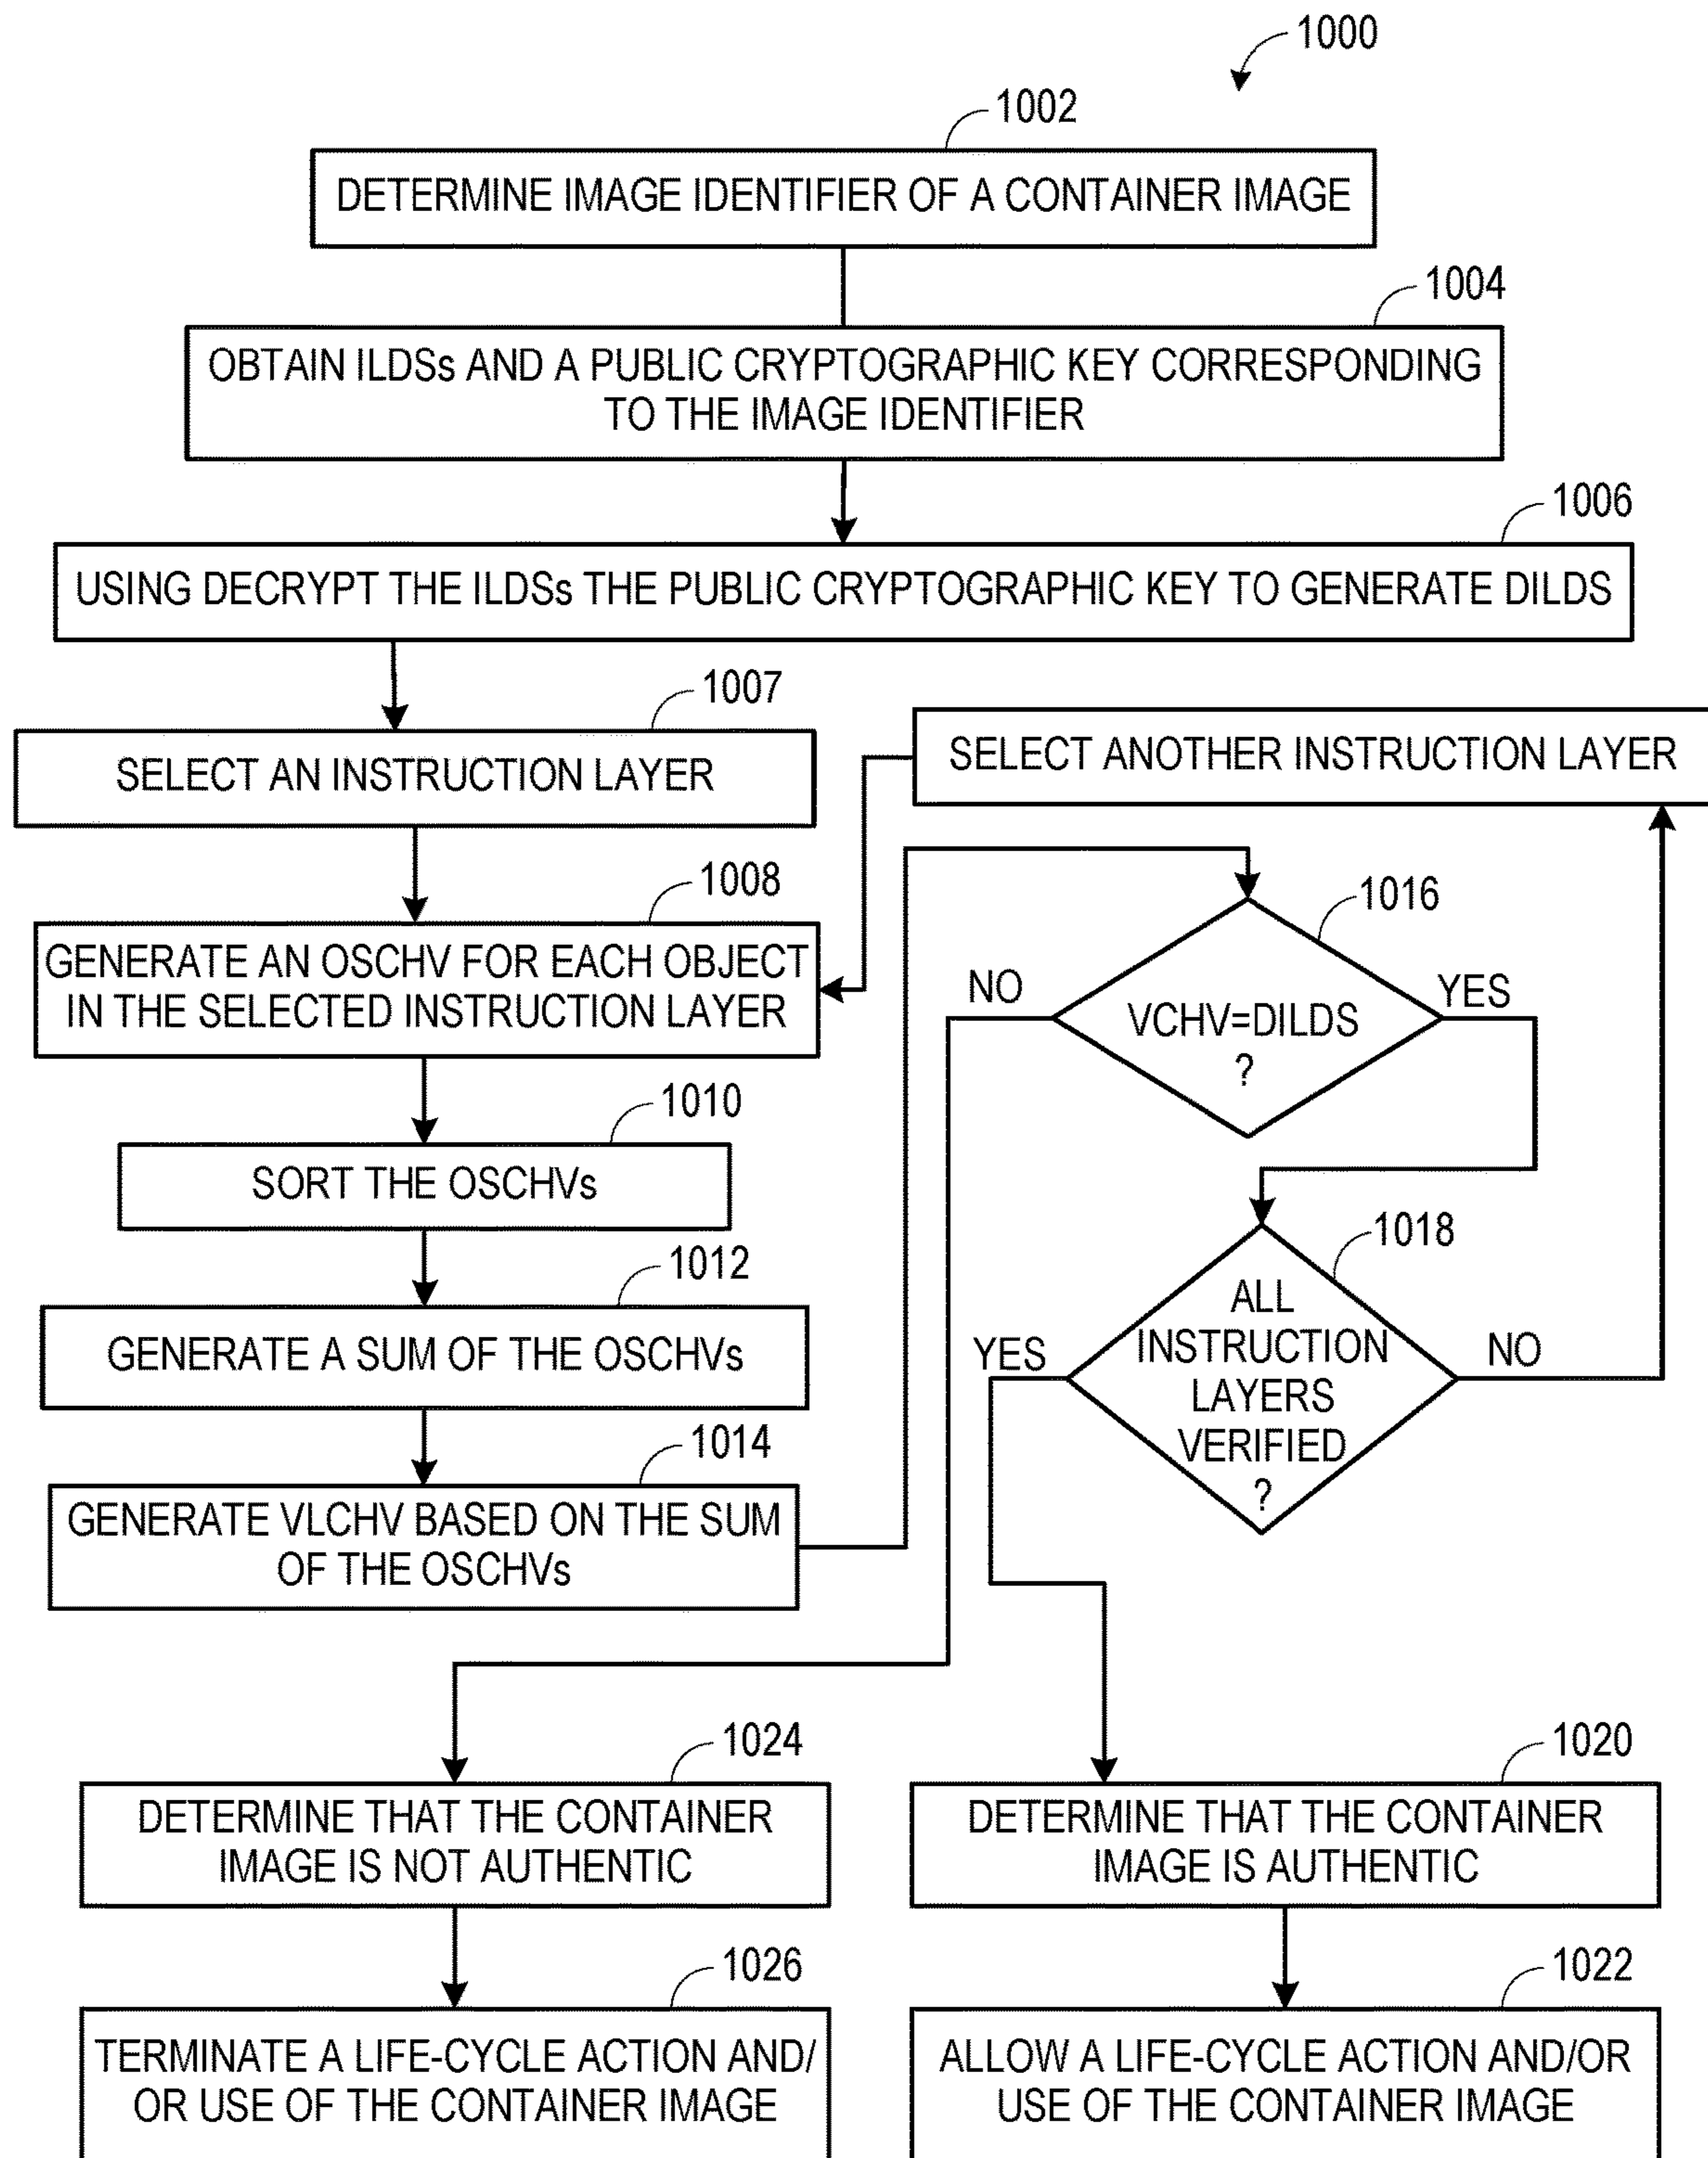 1000
1002
DETERMINE IMAGE IDENTIFIER OF A CONTAINER IMAGE
1004
OBTAIN ILDSs AND A PUBLIC CRYPTOGRAPHIC KEY CORRESPONDING
TO THE IMAGE IDENTIFIER
1006
USING DECRYPT THE ILDSs THE PUBLIC CRYPTOGRAPHIC KEY TO GENERATE DILDS
1007
SELECT AN INSTRUCTION LAYER
SELECT ANOTHER INSTRUCTION LAYER
1008
GENERATE AN OSCHV FOR EACH OBJECT
IN THE SELECTED INSTRUCTION LAYER
1010
SORT THE OSCHVs
1012
GENERATE A SUM OF THE OSCHVs
1014
GENERATE VLCHV BASED ON THE SUM
OF THE OSCHVs
1016
NO
YES
VCHV=DILDS
?
1018
ALL
INSTRUCTION
LAYERS
VERIFIED
?
YES
NO
1024
DETERMINE THAT THE CONTAINER
IMAGE IS NOT AUTHENTIC
1020
DETERMINE THAT THE CONTAINER
IMAGE IS AUTHENTIC
1026
TERMINATE A LIFE-CYCLE ACTION AND/
OR USE OF THE CONTAINER IMAGE
1022
ALLOW A LIFE-CYCLE ACTION AND/OR
USE OF THE CONTAINER IMAGE